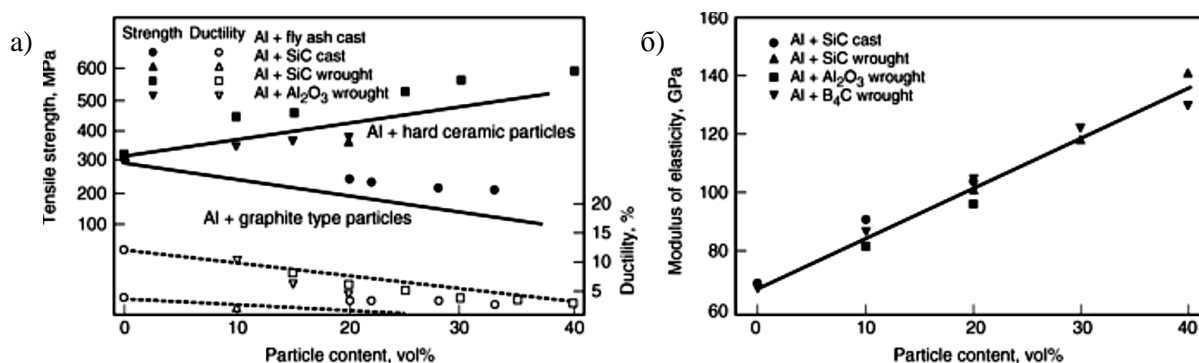 а)
Strength Ductility
Al + fly ash cast
Al + SiC cast
Al + SiC wrought
Al + Al₂O₃ wrought
Tensile strength, MPa
600
500
400
300
200
100
Al + hard ceramic particles
Al + graphite type particles
20
15
10
5
Ductility, %
0 10 20 30 40
Particle content, vol%
б)
Al + SiC cast
Al + SiC wrought
Al + Al₂O₃ wrought
Al + B₄C wrought
Modulus of elasticity, GPa
160
140
120
100
80
60
0 10 20 30 40
Particle content, vol%